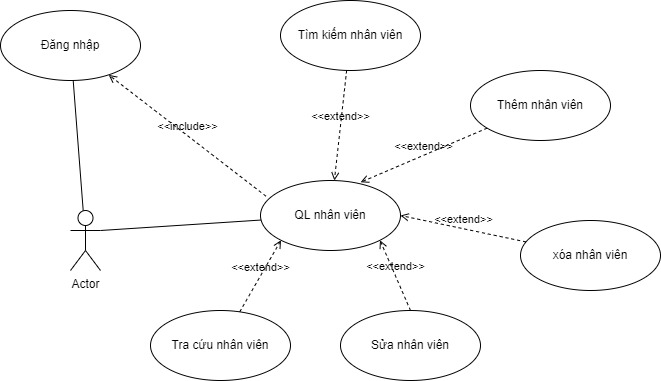 Tìm kiếm nhân viên
Đăng nhập
Thêm nhân viên
<<extend>>
<<include>>
<<extend>>
QL nhân viên
<<extend>>
xóa nhân viên
<<extend>>
<<extend>>
Actor
Tra cứu nhân viên
Sửa nhân viên